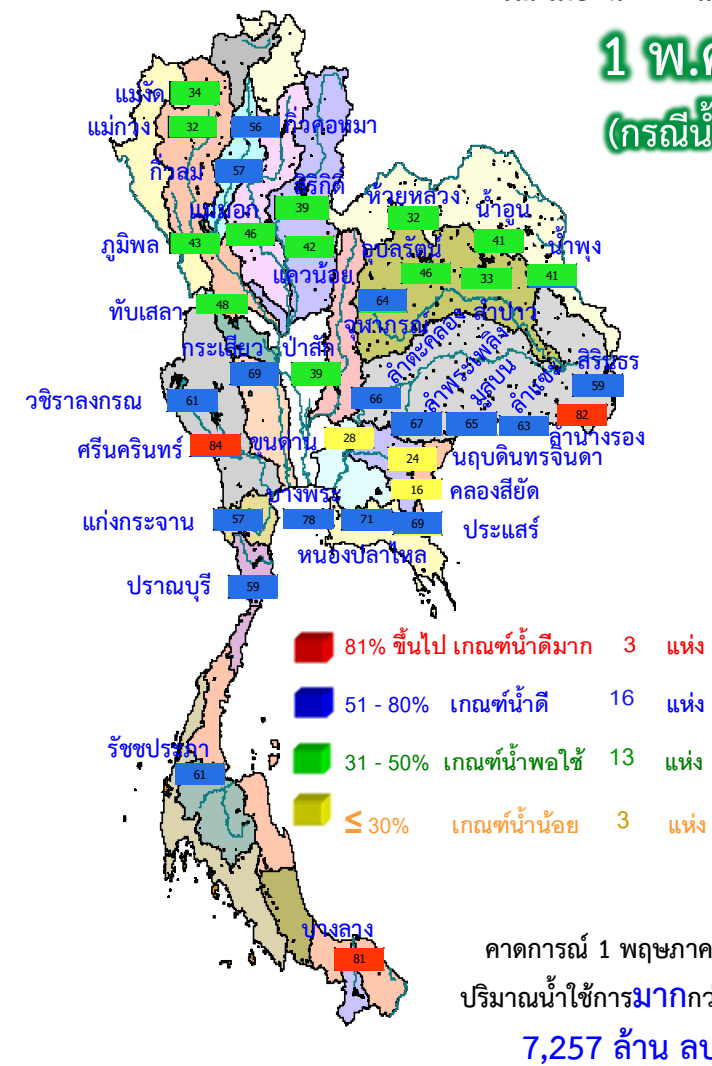 1 พ.ค
(กรณีน้ำ
แม่งัด 34
แม่กวง 32 56 กิ่วคอหมา
กิ่วลม 57
สิริกิติ์ 39
ห้วยหลวง 32
น้ำอูน 41
แม่มอก 46
ภูมิพล 43
42 แควน้อย
อุบลรัตน์ 46
33 ลำปาว
น้ำพุง 41
64 จุฬาภรณ์
ทับเสลา 48
กระเสียว 69
ป่าสัก 39
ลำตะคลอง 66
ลำพระเพลิง 67
มูลบน 65
ลำแชะ 63
สิรินธร 59
82 ลำนางรอง
วชิราลงกรณ 61
ศรีนครินทร์ 84
ขุนด่าน 28
24 นฤบดินทรจินดา
16 คลองสียัด
บางพระ 78
แก่งกระจาน 57
71 หนองปลาไหล
69 ประแสร์
ปราณบุรี 59
81% ขึ้นไป เกณฑ์น้ำดีมาก 3 แห่ง
51 - 80% เกณฑ์น้ำดี 16 แห่ง
31 - 50% เกณฑ์น้ำพอใช้ 13 แห่ง
≤ 30% เกณฑ์น้ำน้อย 3 แห่ง
รัชชประภา 61
บางลาง 81
คาดการณ์ 1 พฤษภาค
ปริมาณน้ำใช้การมากกว่
7,257 ล้าน ลบ